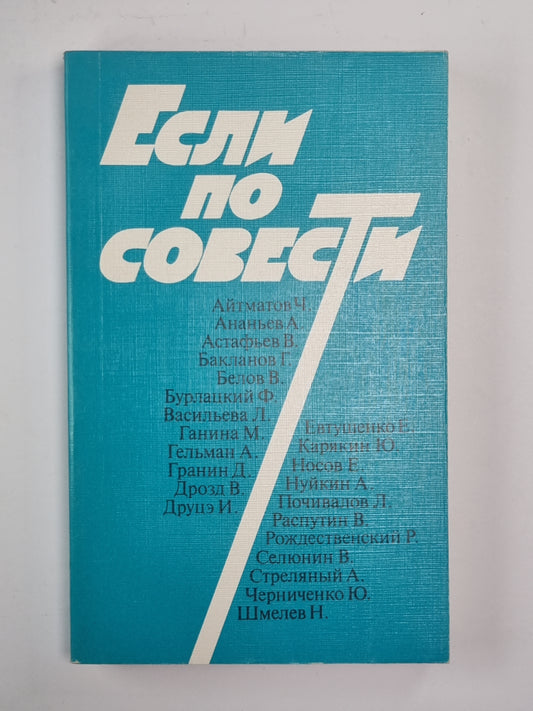 Если
по
совести
Айтматов Ч.
Ананьев А.
Астафьев В.
Бакланов Г.
Белов В.
Бурлацкий Ф.
Васильева Л.
Ганина М.
Гельман А.
Гранин Д.
Дрозд В.
Друцэ И.
Евтушенко Е.
Карякин Ю.
Носов Е.
Нуйкин А.
Почивалов Л.
Распутин В.
Рождественский Р.
Селюнин В.
Стреляный А.
Черниченко Ю.
Шмелев Н.